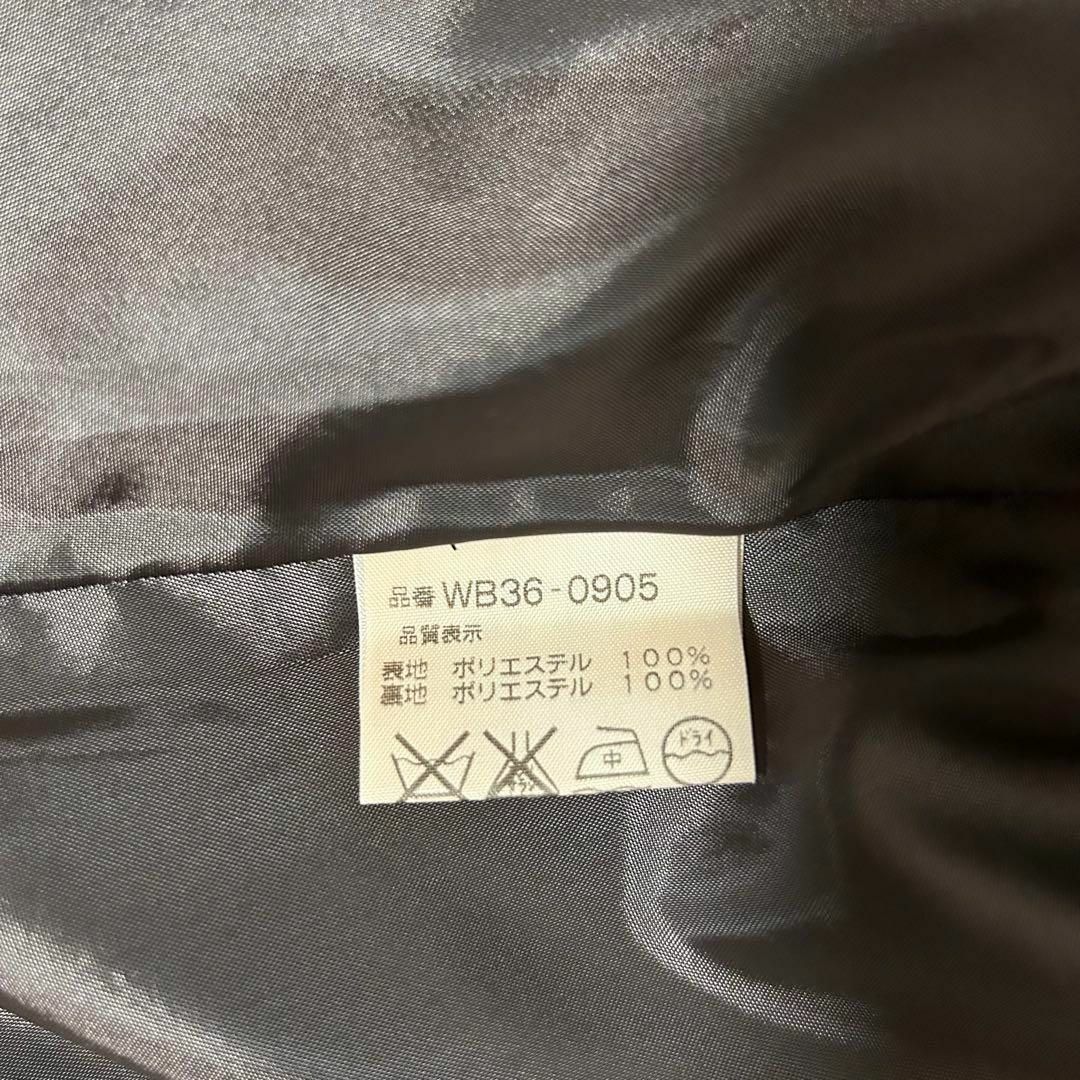 品番 WB36-0905
品質表示
表地 ポリエステル 100%
裏地 ポリエステル 100%
中 ドライ